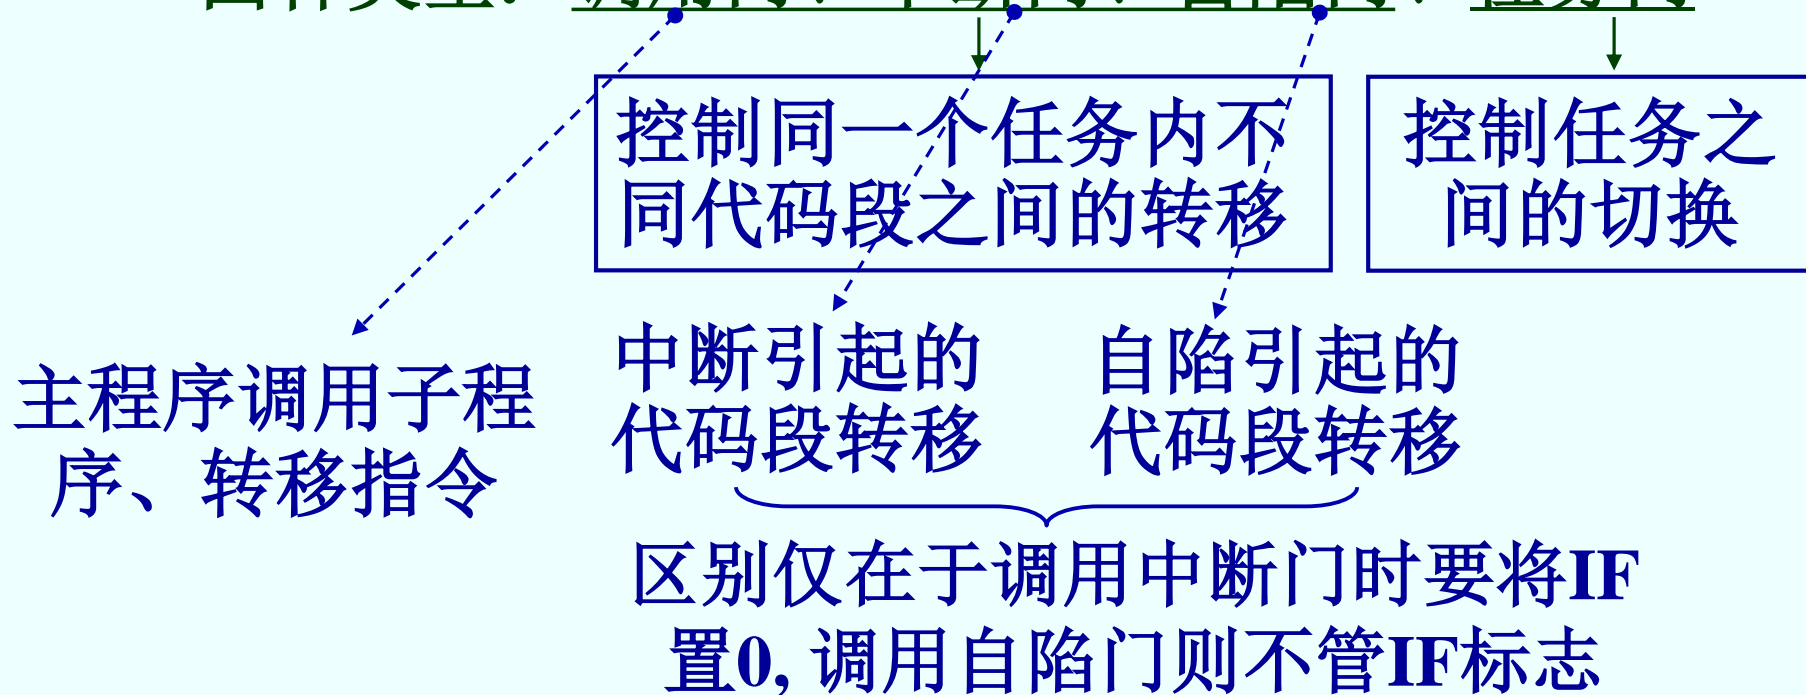 控制同一个任务内不
同代码段之间的转移
控制任务之
间的切换
主程序调用子程
序、转移指令
中断引起的
代码段转移
自陷引起的
代码段转移
区别仅在于调用中断门时要将IF
置0, 调用自陷门则不管IF标志